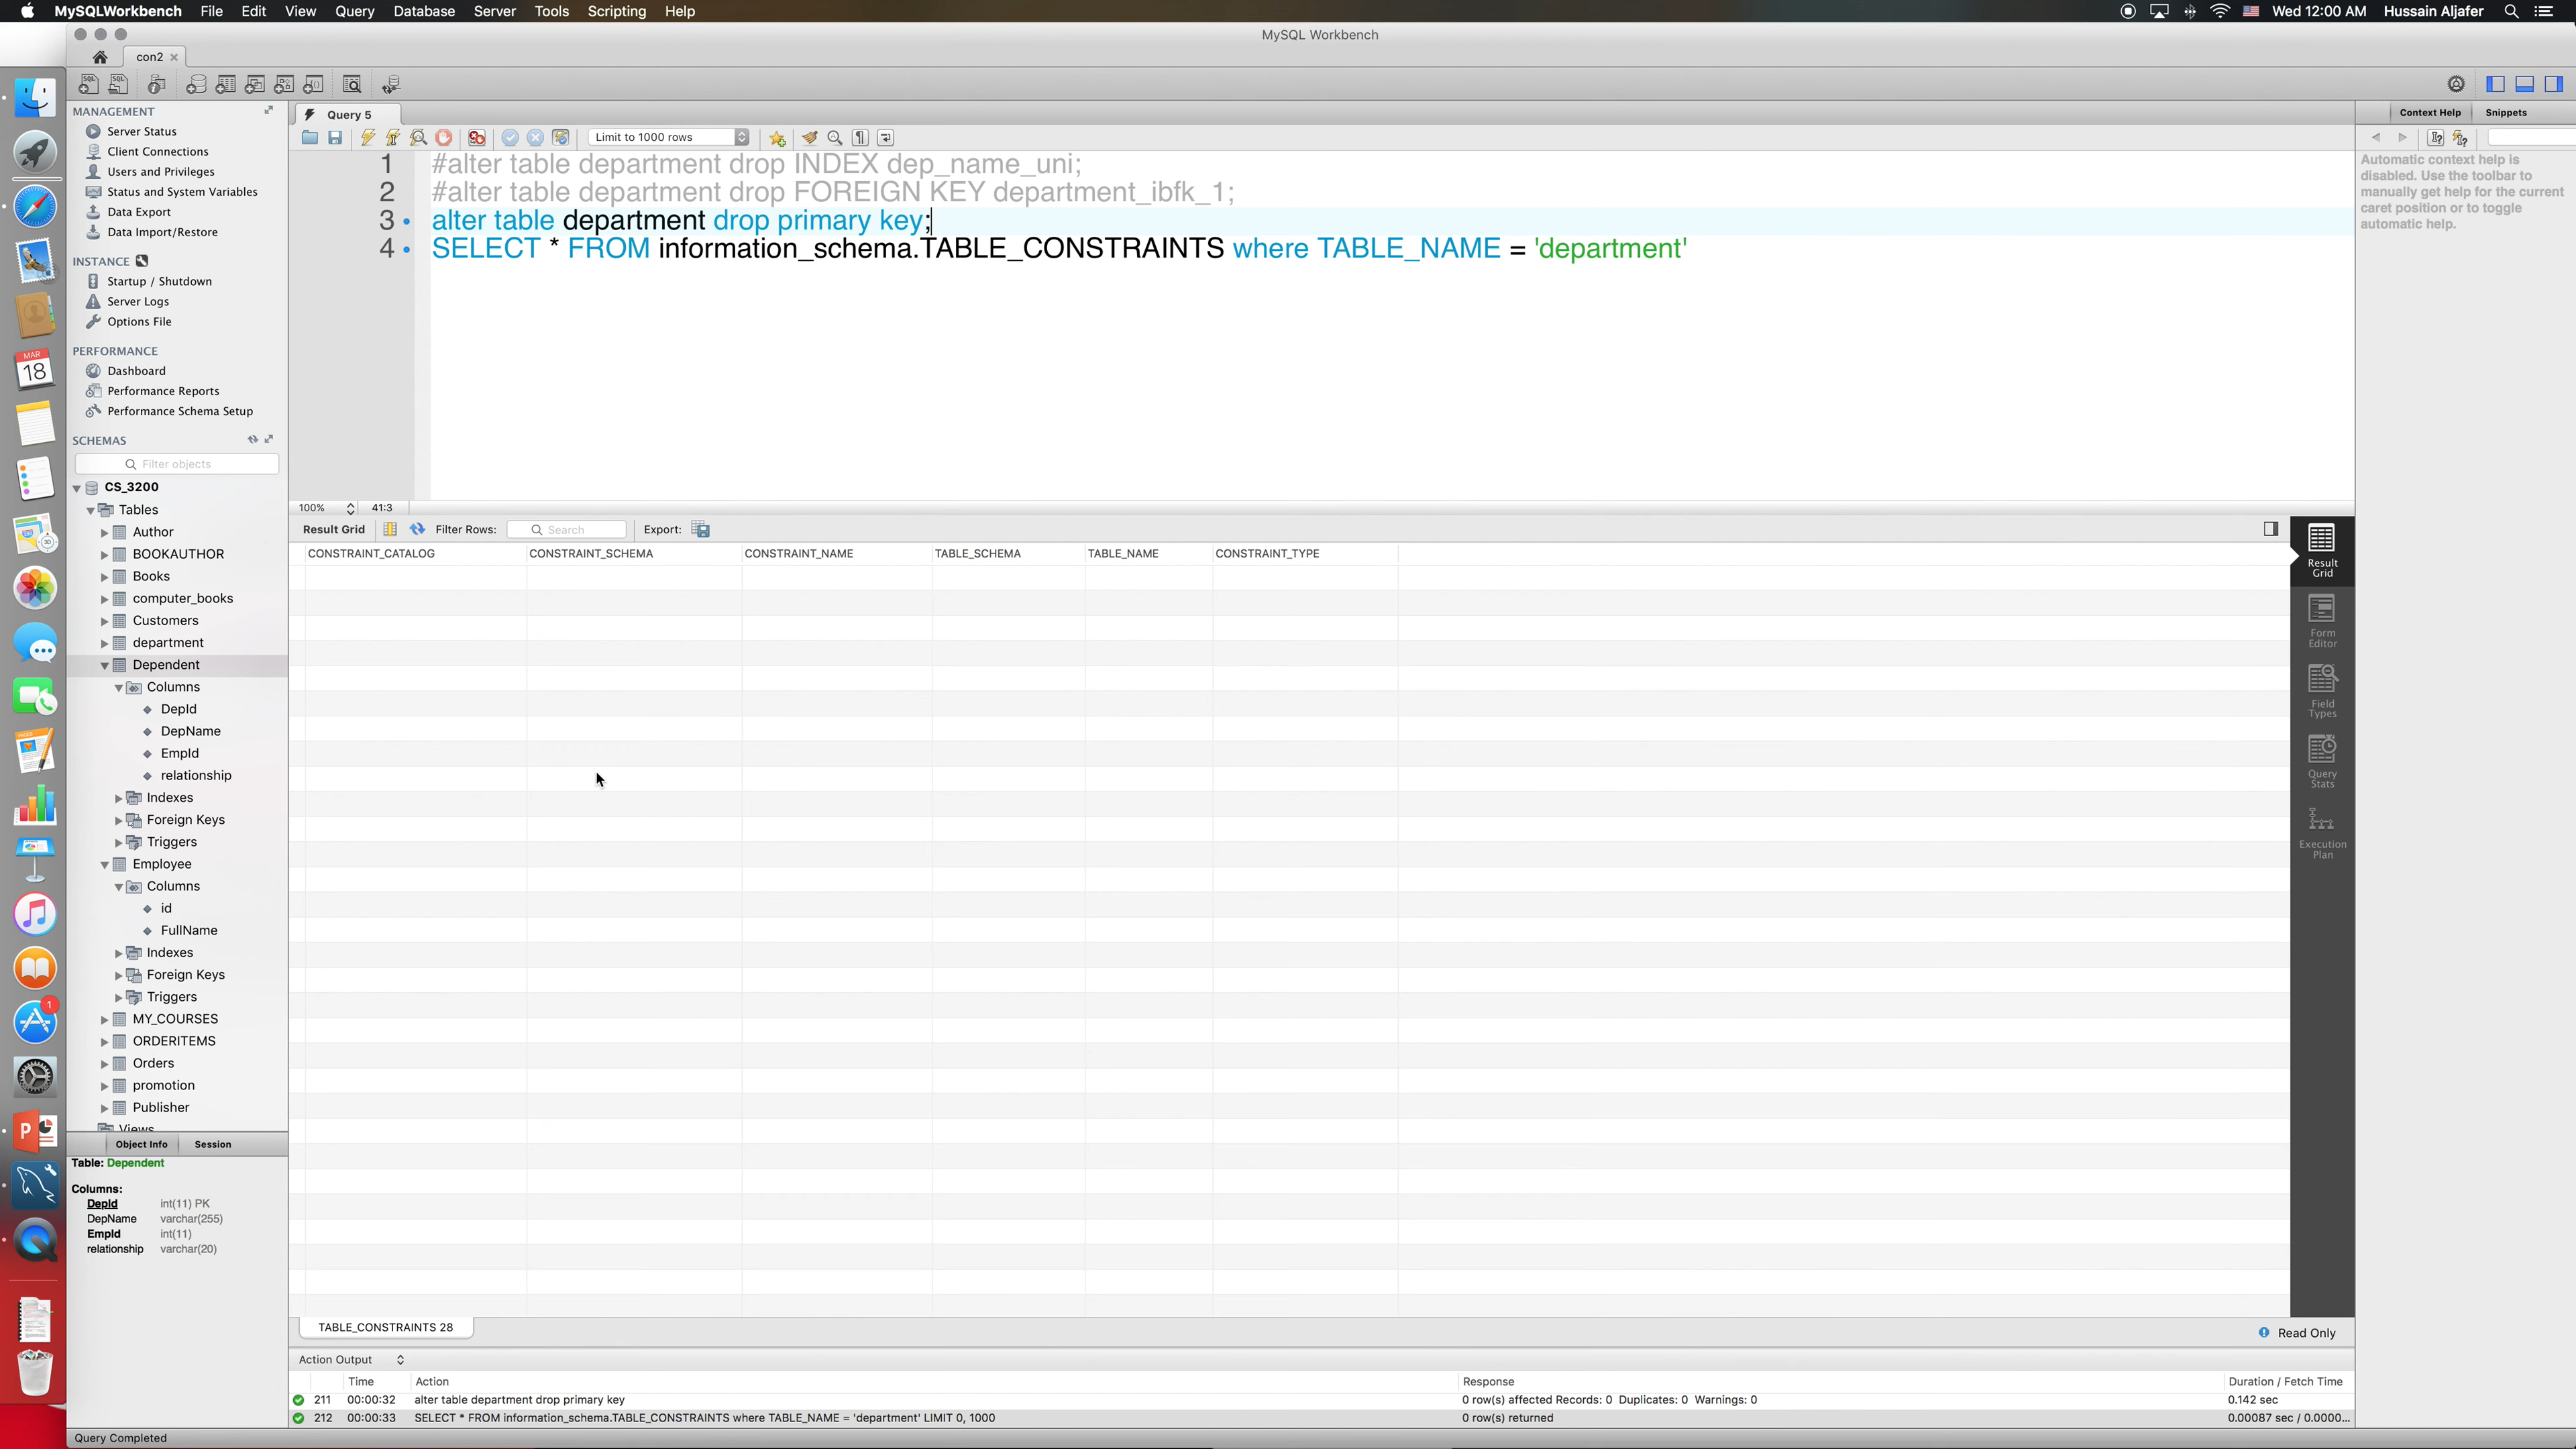 MySQLWorkbench File Edit View Query Database Server Tools Scripting Help Wed 12:00 AM Hussain Aljafer
MySQL Workbench
con2
MANAGEMENT
Server Status
Client Connections
Users and Privileges
Status and System Variables
Data Export
Data Import/Restore
INSTANCE
Startup / Shutdown
Server Logs
Options File
PERFORMANCE
Dashboard
Performance Reports
Performance Schema Setup
SCHEMAS
Filter objects
CS_3200
Tables
Author
BOOKAUTHOR
Books
computer_books
Customers
department
Dependent
Columns
DepId
DepName
EmpId
relationship
Indexes
Foreign Keys
Triggers
Employee
Columns
id
FullName
Indexes
Foreign Keys
Triggers
MY_COURSES
ORDERITEMS
Orders
promotion
Publisher
Views
Object Info Session
Table: Dependent
Columns:
DepId int(11) PK
DepName varchar(255)
EmpId int(11)
relationship varchar(20)
Query Completed
Query 5
Limit to 1000 rows
1 #alter table department drop INDEX dep_name_uni;
2 #alter table department drop FOREIGN KEY department_ibfk_1;
3 alter table department drop primary key;
4 SELECT * FROM information_schema.TABLE_CONSTRAINTS where TABLE_NAME = 'department'
100% 41:3
Result Grid Filter Rows: Search Export:
CONSTRAINT_CATALOG CONSTRAINT_SCHEMA CONSTRAINT_NAME TABLE_SCHEMA TABLE_NAME CONSTRAINT_TYPE
Result
Grid
Form
Editor
Field
Types
Query
Stats
Execution
Plan
TABLE_CONSTRAINTS 28
Read Only
Action Output
Time Action Response Duration / Fetch Time
211 00:00:32 alter table department drop primary key 0 row(s) affected Records: 0 Duplicates: 0 Warnings: 0 0.142 sec
212 00:00:33 SELECT * FROM information_schema.TABLE_CONSTRAINTS where TABLE_NAME = 'department' LIMIT 0, 1000 0 row(s) returned 0.00087 sec / 0.0000...
Context Help Snippets
Automatic context help is
disabled. Use the toolbar to
manually get help for the current
caret position or to toggle
automatic help.
MAR
18
1